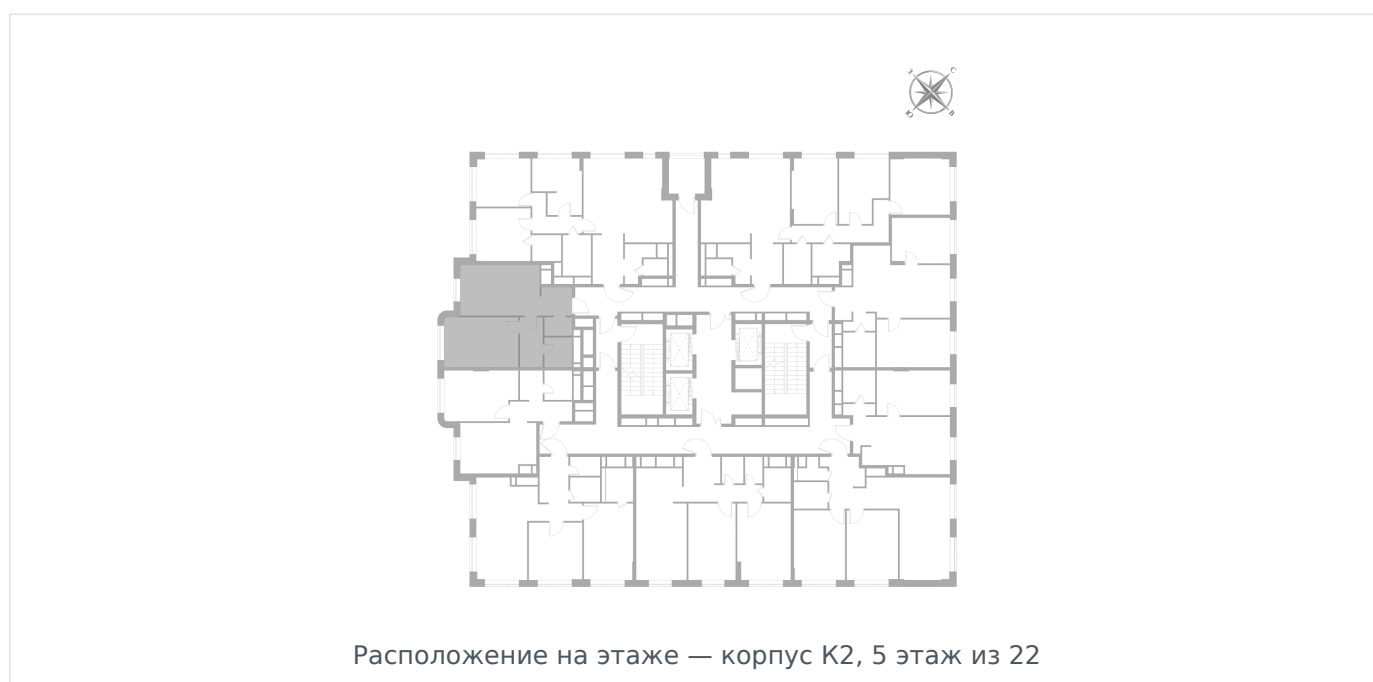 З
С
Ю
В
Расположение на этаже — корпус К2, 5 этаж из 22